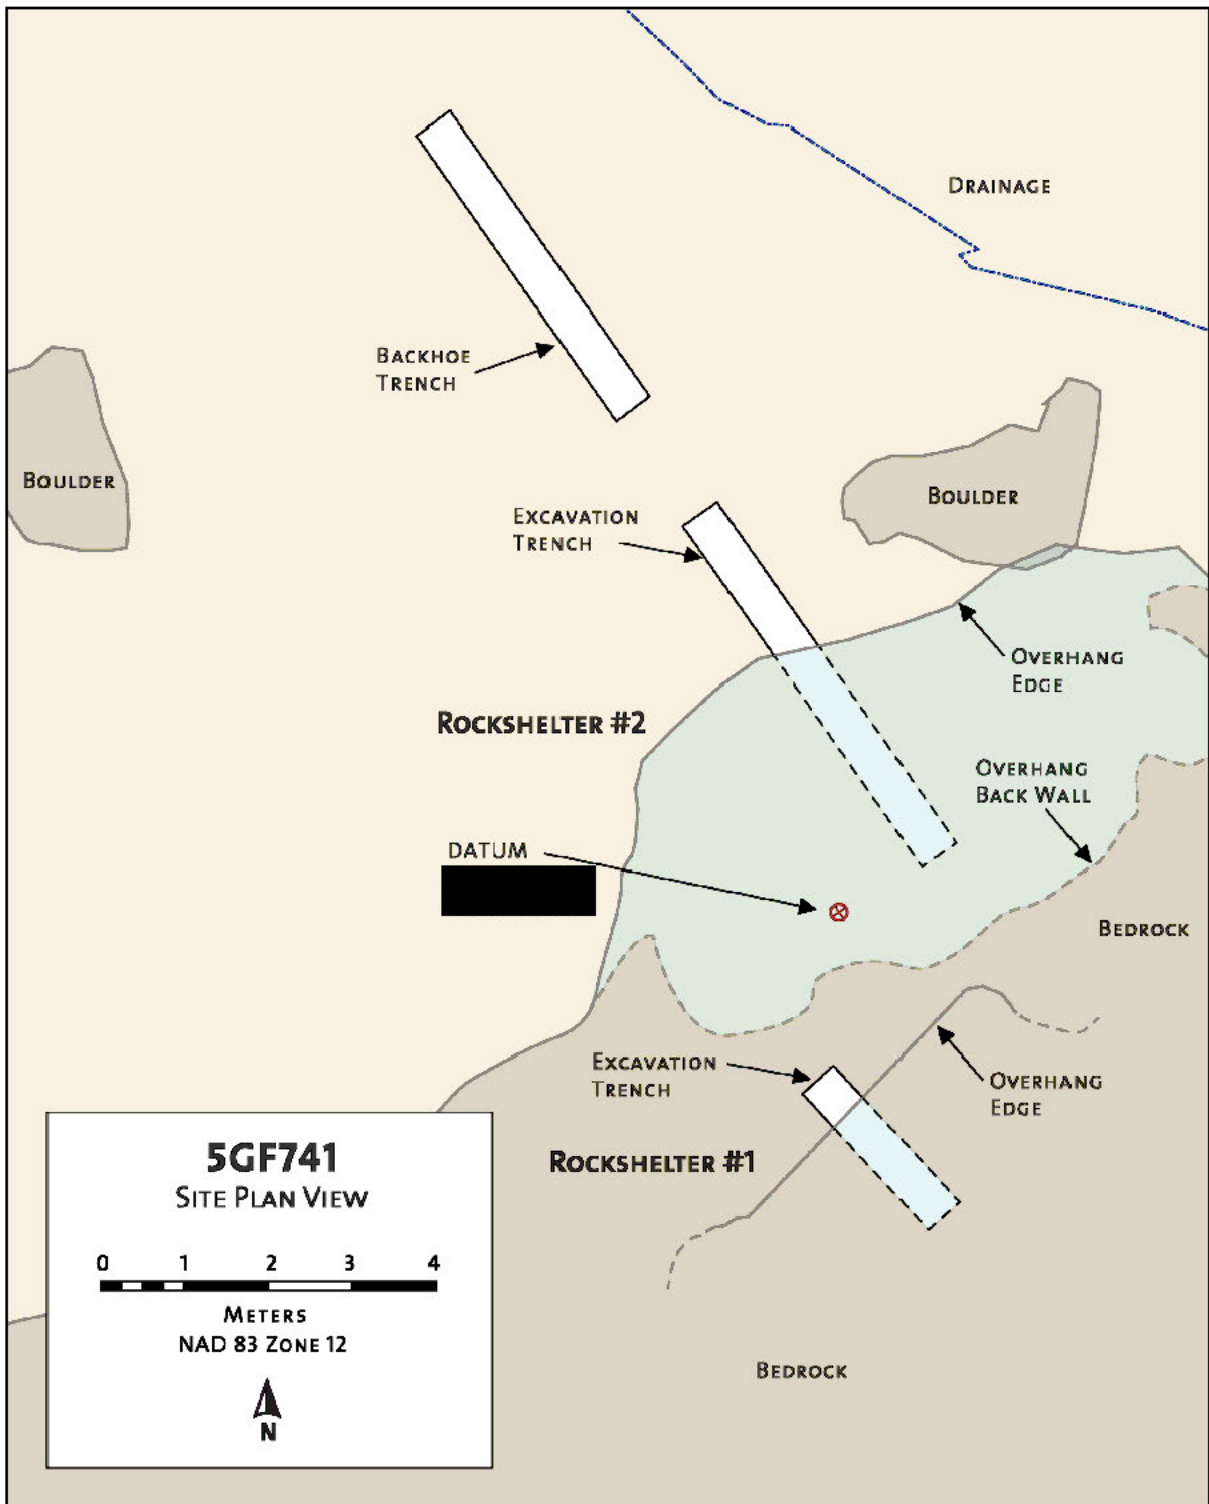 DRAINAGE
BACKHOE
TRENCH
BOULDER
BOULDER
EXCAVATION
TRENCH
OVERHANG
EDGE
ROCKSHELTER #2
OVERHANG
BACK WALL
DATUM
BEDROCK
EXCAVATION
TRENCH
OVERHANG
EDGE
ROCKSHELTER #1
5GF741
SITE PLAN VIEW
0 1 2 3 4
METERS
NAD 83 ZONE 12
N
BEDROCK